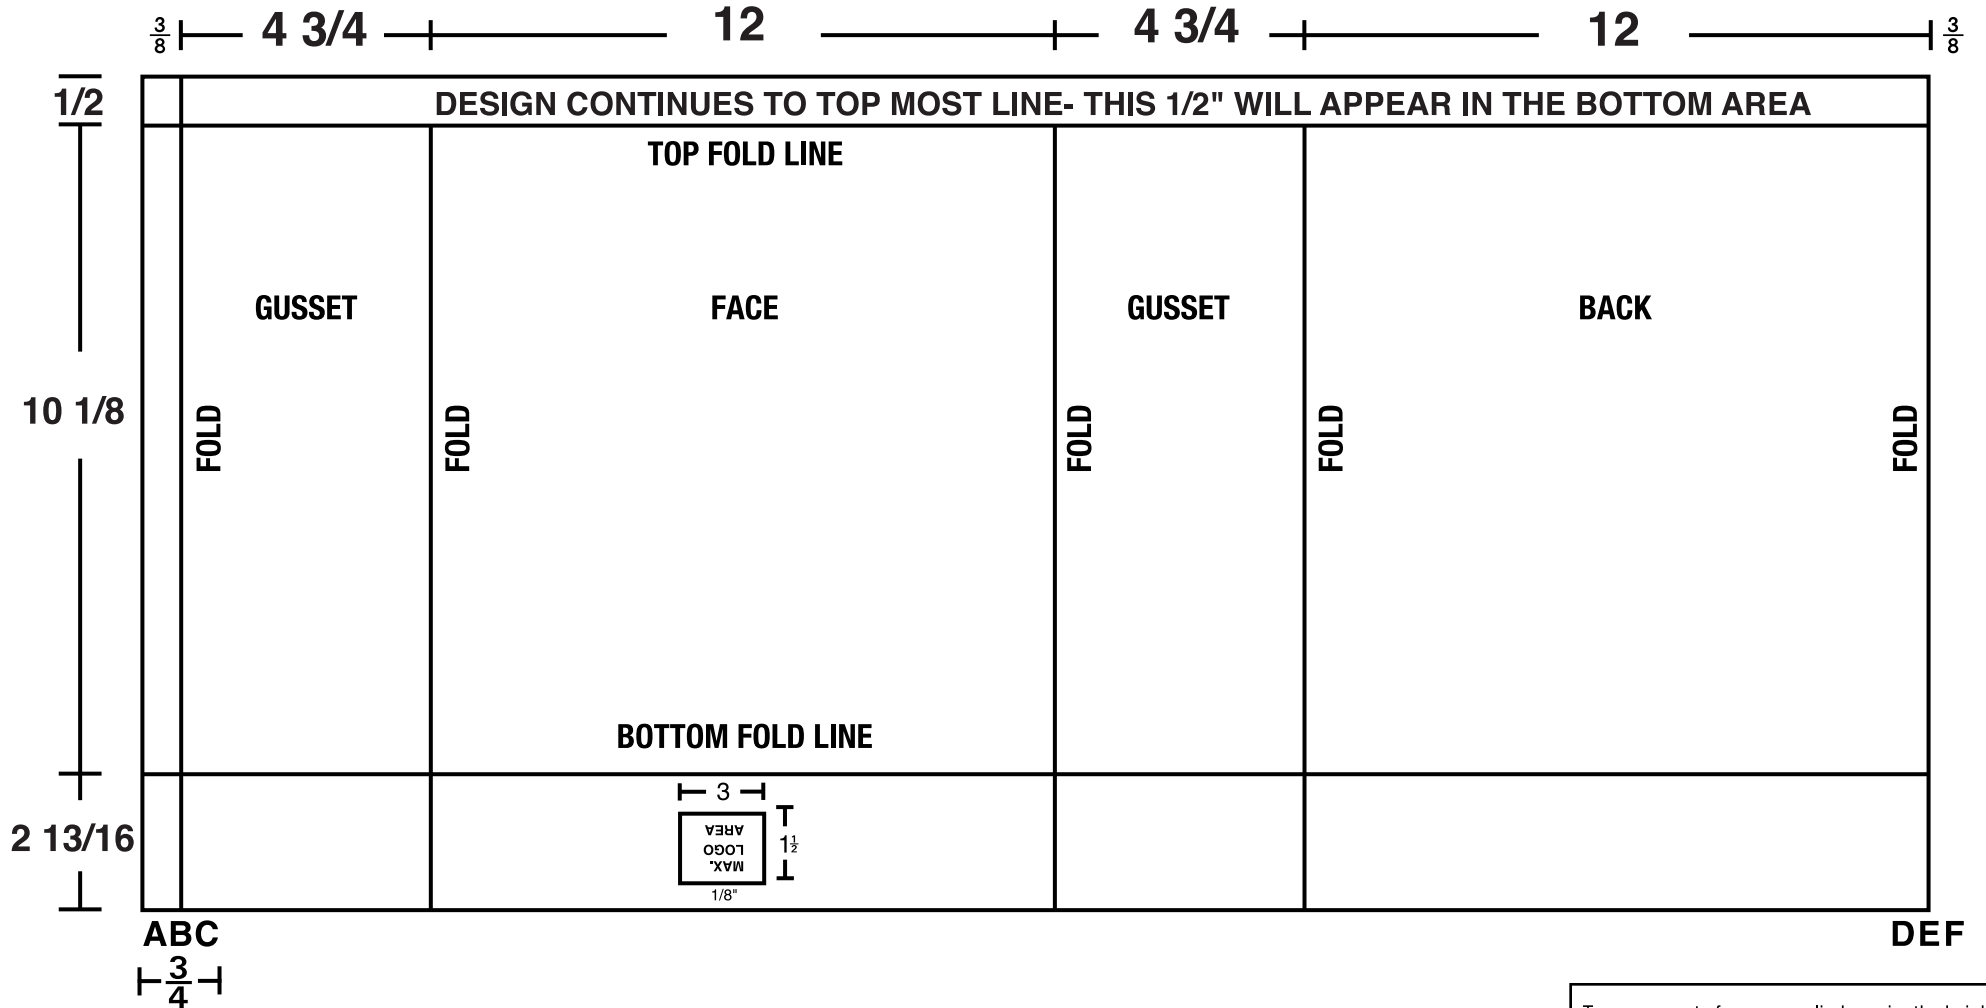 3/8 4 3/4 12 4 3/4 12 3/8
1/2
DESIGN CONTINUES TO TOP MOST LINE- THIS 1/2" WILL APPEAR IN THE BOTTOM AREA
TOP FOLD LINE
GUSSET FACE GUSSET BACK
10 1/8
FOLD FOLD FOLD FOLD FOLD
BOTTOM FOLD LINE
3
2 13/16
MAX.
LOGO
AREA
1 1/2
1/8"
ABC DEF
3/4